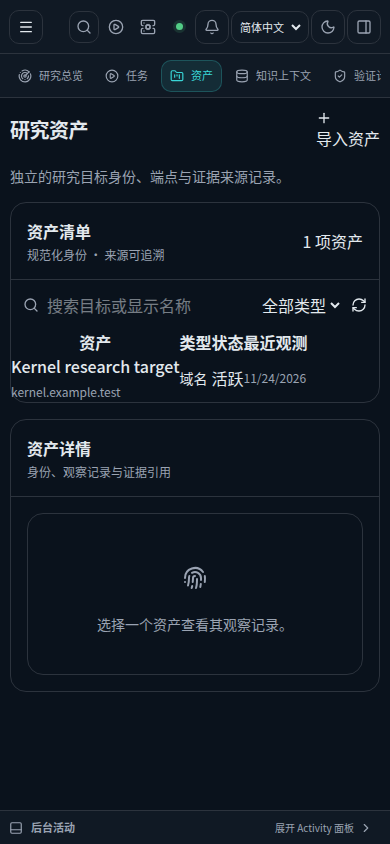 简体中文
研究总览 任务 资产 知识上下文
研究资产
导入资产
独立的研究目标身份、端点与证据来源记录。
资产清单
规范化身份 · 来源可追溯
1 项资产
搜索目标或显示名称 全部类型
资产 类型 状态 最近观测
Kernel research target
kernel.example.test
域名 活跃 11/24/2026
资产详情
身份、观察记录与证据引用
选择一个资产查看其观察记录。
后台活动 展开 Activity 面板